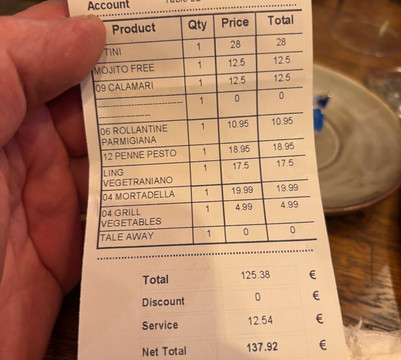 Account
Product Qty Price Total
TINI 1 28 28
MOJITO FREE 1 12.5 12.5
09 CALAMARI 1 12.5 12.5
-------------------- 1 0 0
--------
06 ROLLANTINE 1 10.95 10.95
PARMIGIANA
12 PENNE PESTO 1 18.95 18.95
LING 1 17.5 17.5
VEGETRANIANO
04 MORTADELLA 1 19.99 19.99
04 GRILL 1 4.99 4.99
VEGETABLES
TALE AWAY 1 0 0
Total 125.38 €
Discount 0 €
Service 12.54 €
Net Total 137.92 €